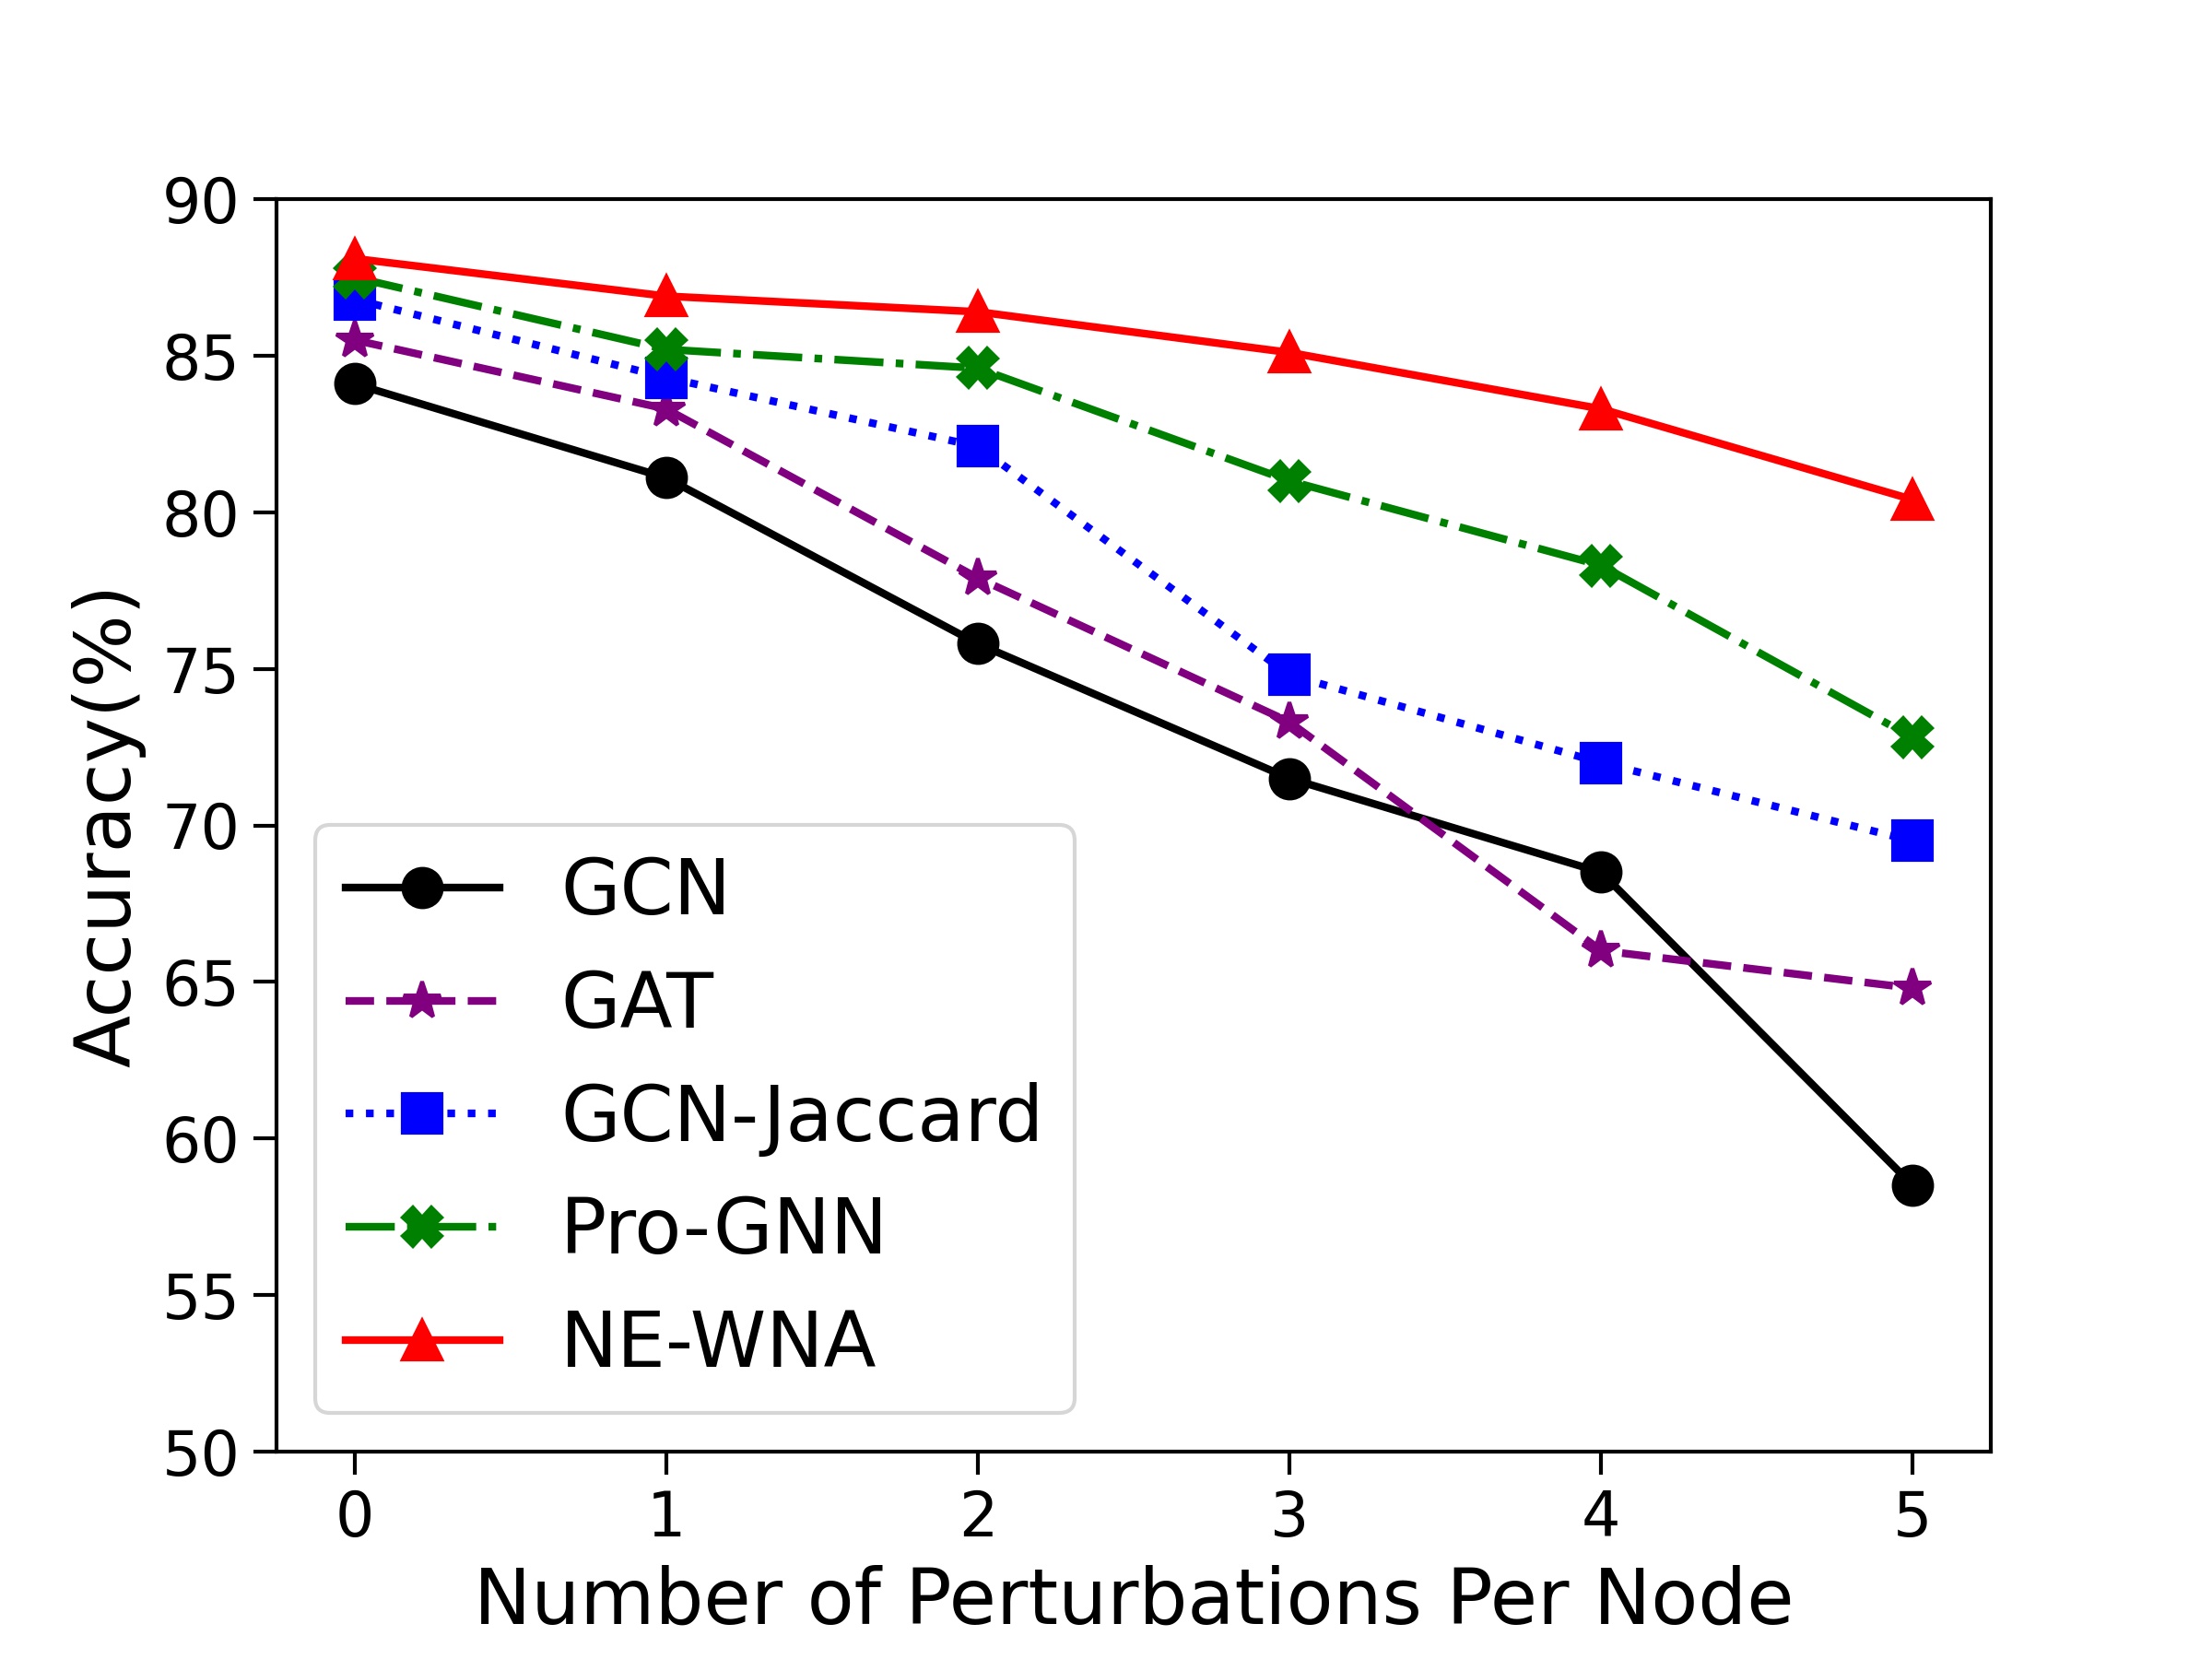 90
85
80
75
70
65
60
55
50
Accuracy(%)
GCN
GAT
GCN-Jaccard
Pro-GNN
NE-WNA
0 1 2 3 4 5
Number of Perturbations Per Node